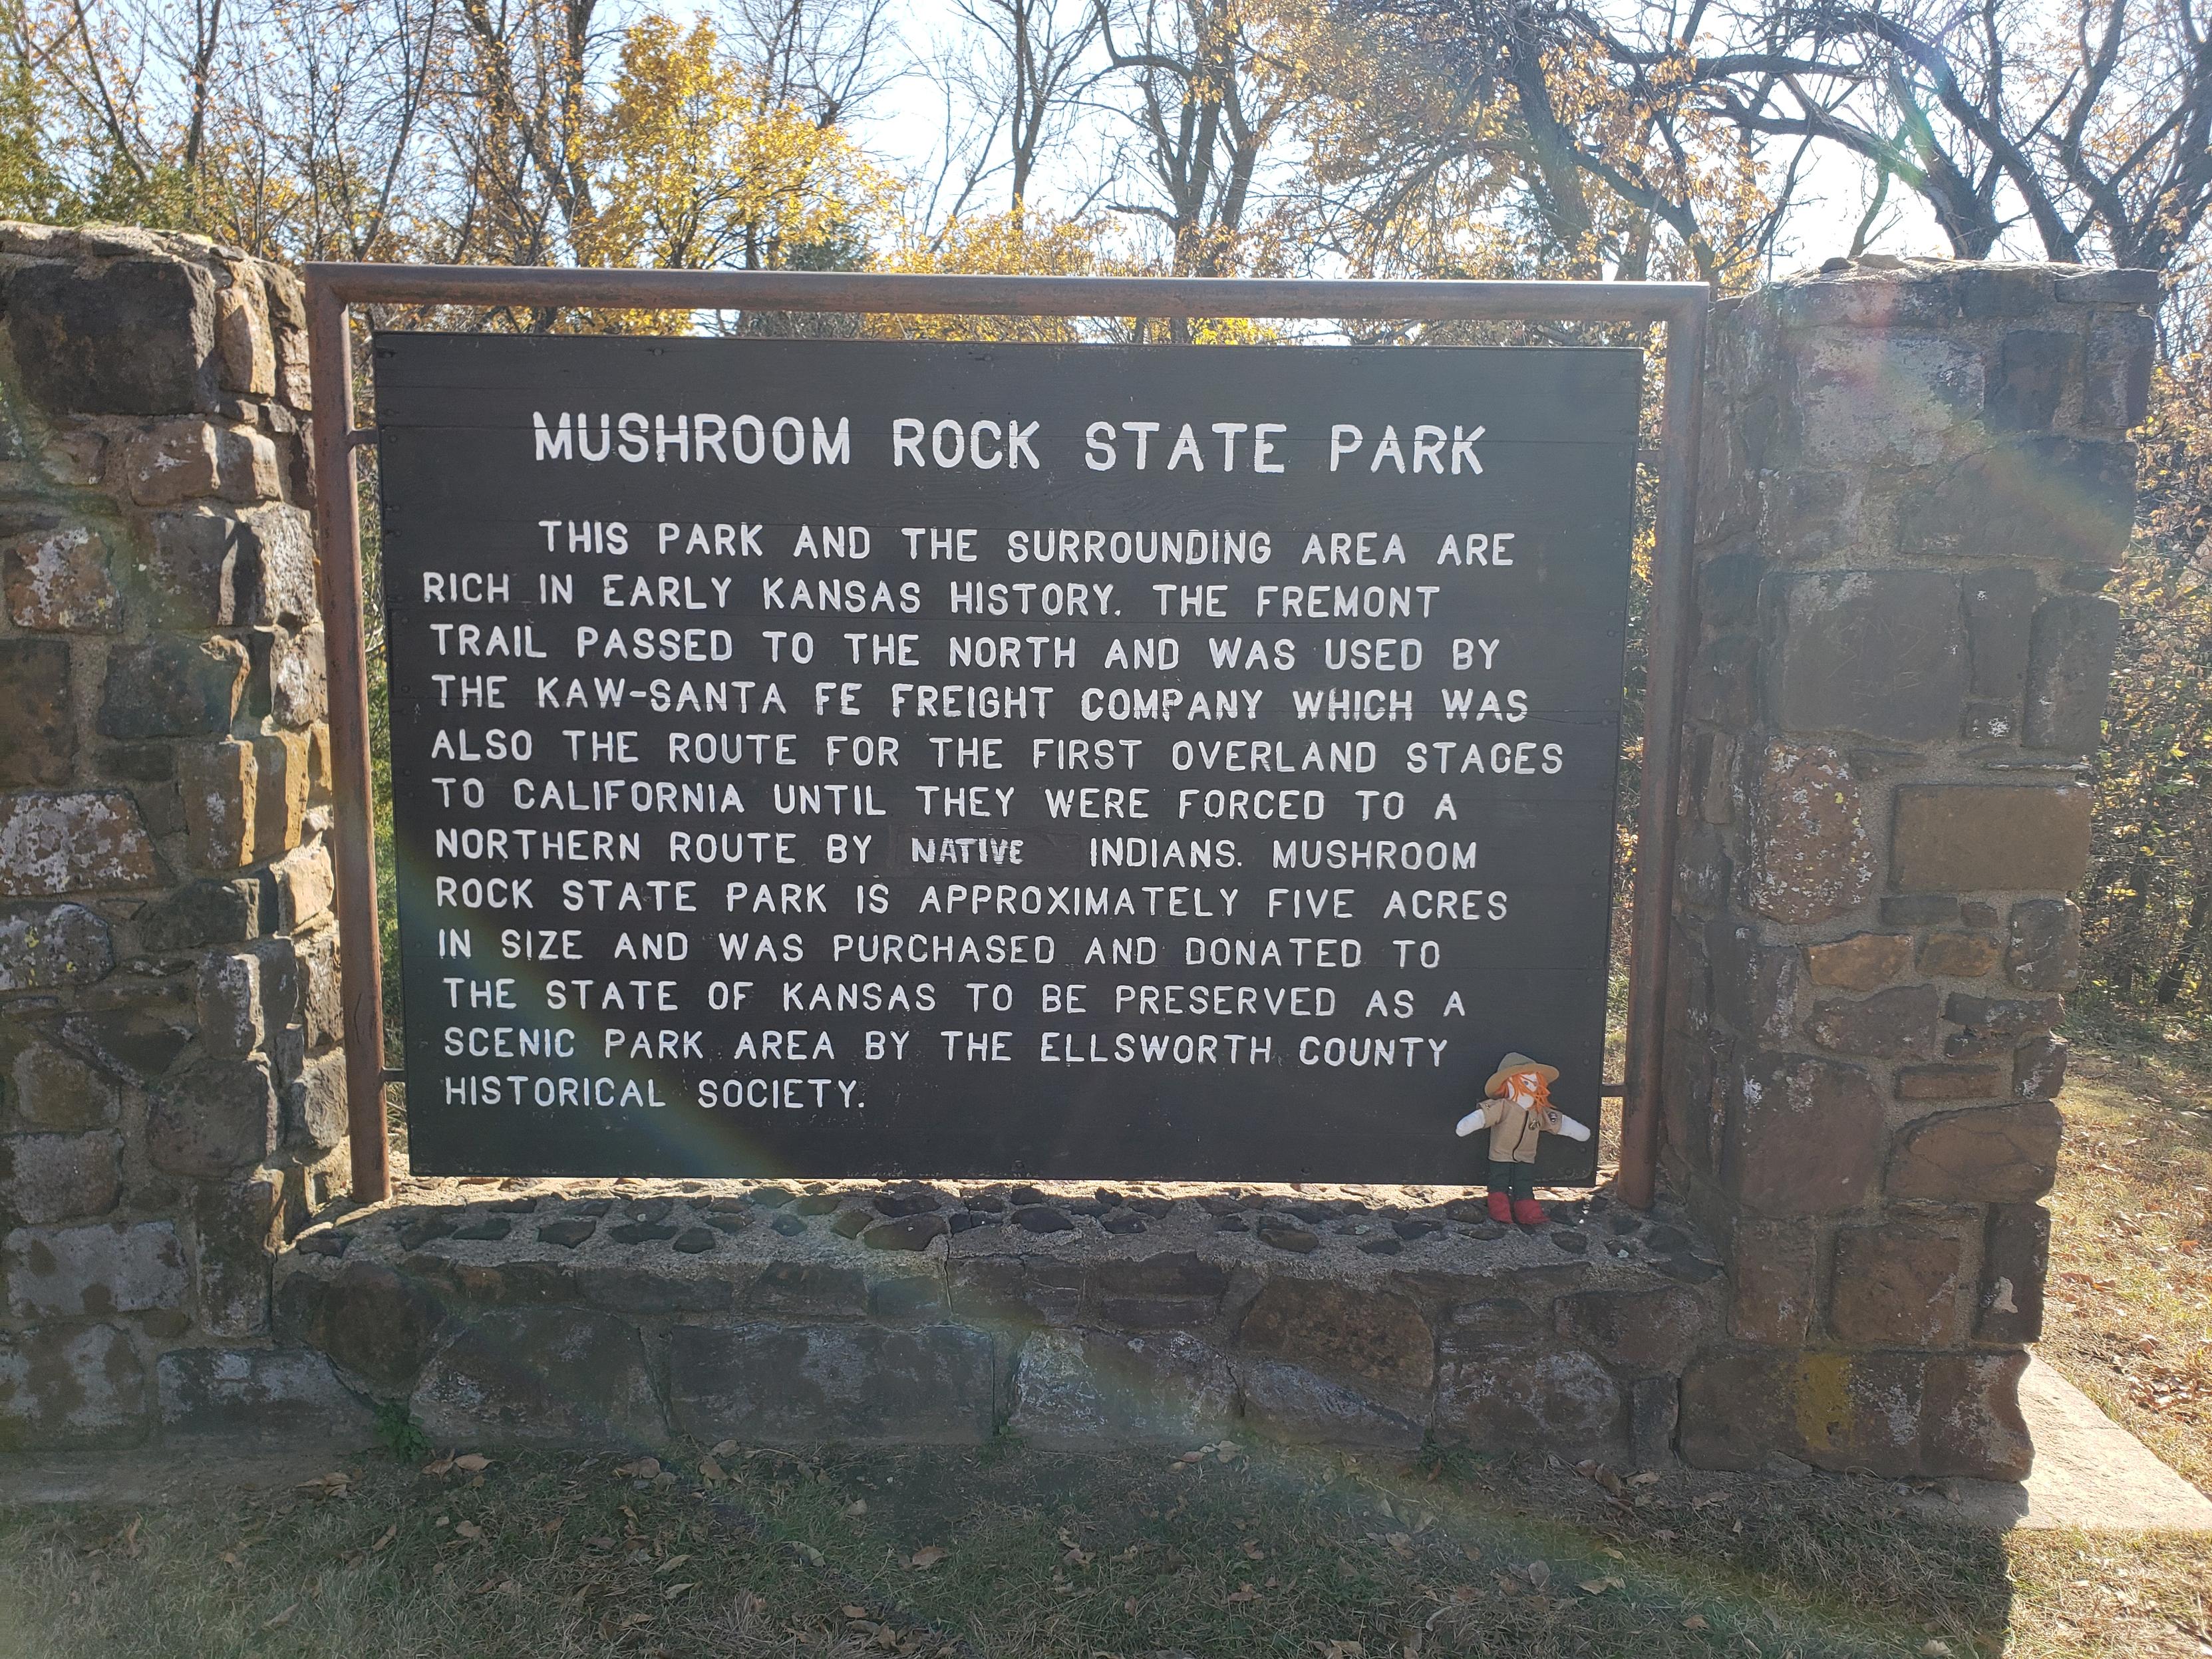 MUSHROOM ROCK STATE PARK
THIS PARK AND THE SURROUNDING AREA ARE
RICH IN EARLY KANSAS HISTORY. THE FREMONT
TRAIL PASSED TO THE NORTH AND WAS USED BY
THE KAW-SANTA FE FREIGHT COMPANY WHICH WAS
ALSO THE ROUTE FOR THE FIRST OVERLAND STAGES
TO CALIFORNIA UNTIL THEY WERE FORCED TO A
NORTHERN ROUTE BY NATIVE INDIANS. MUSHROOM
ROCK STATE PARK IS APPROXIMATELY FIVE ACRES
IN SIZE AND WAS PURCHASED AND DONATED TO
THE STATE OF KANSAS TO BE PRESERVED AS A
SCENIC PARK AREA BY THE ELLSWORTH COUNTY
HISTORICAL SOCIETY.